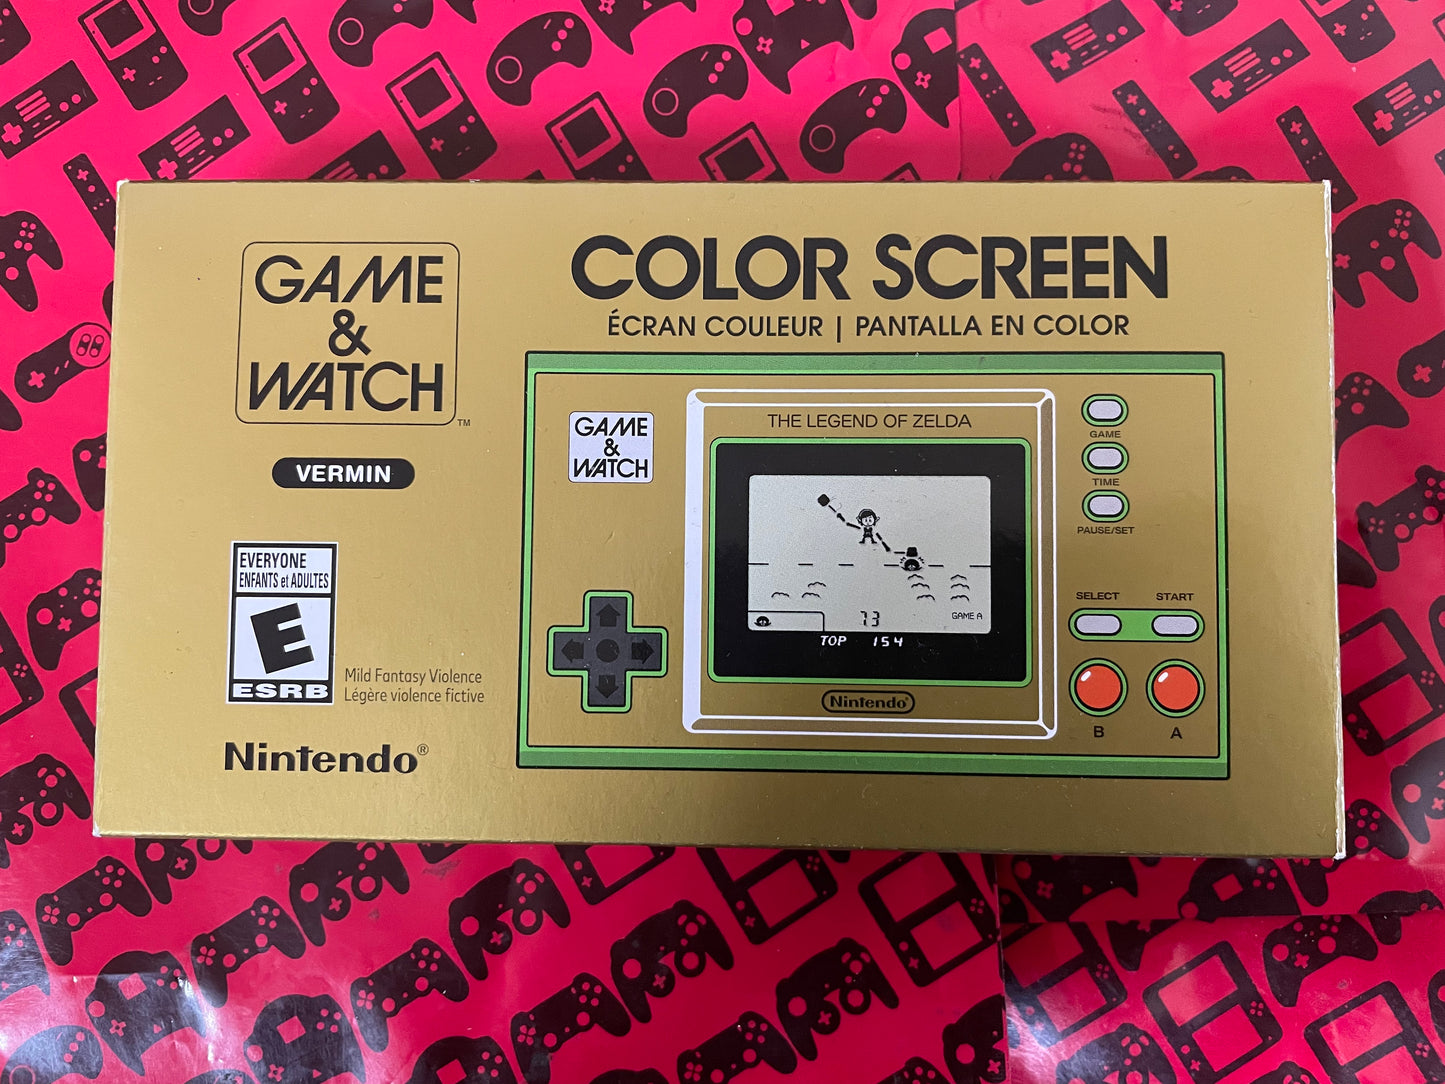 GAME
&
WATCH
TM
VERMIN
EVERYONE
ENFANTS et ADULTES
E
ESRB
Mild Fantasy Violence
Légère violence fictive
Nintendo®
COLOR SCREEN
ÉCRAN COULEUR | PANTALLA EN COLOR
GAME
&
WATCH
THE LEGEND OF ZELDA
73
GAME A
TOP 154
Nintendo
GAME
TIME
PAUSE/SET
SELECT START
B A